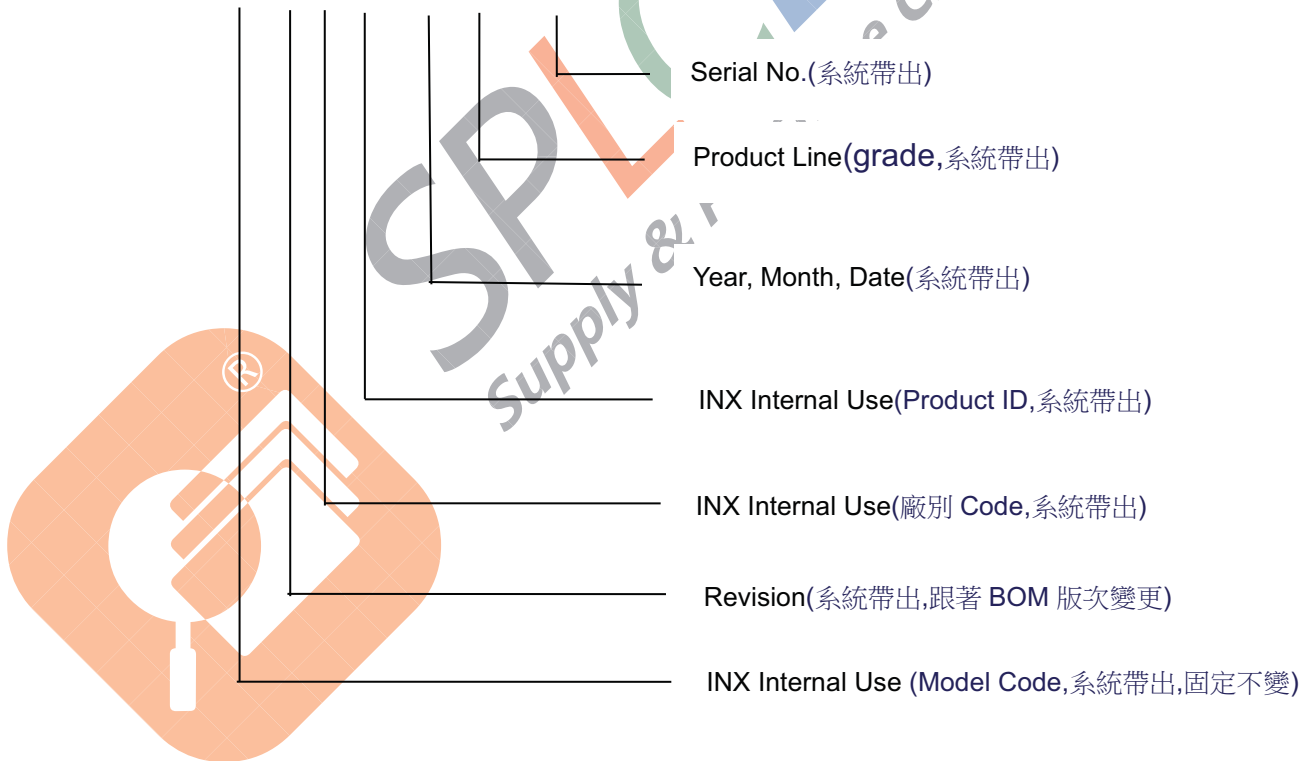 Serial No.(系統帶出)
Product Line(grade,系統帶出)
Year, Month, Date(系統帶出)
INX Internal Use(Product ID,系統帶出)
INX Internal Use(廠別 Code,系統帶出)
Revision(系統帶出,跟著 BOM 版次變更)
INX Internal Use (Model Code,系統帶出,固定不變)
SPL
Supply &
®